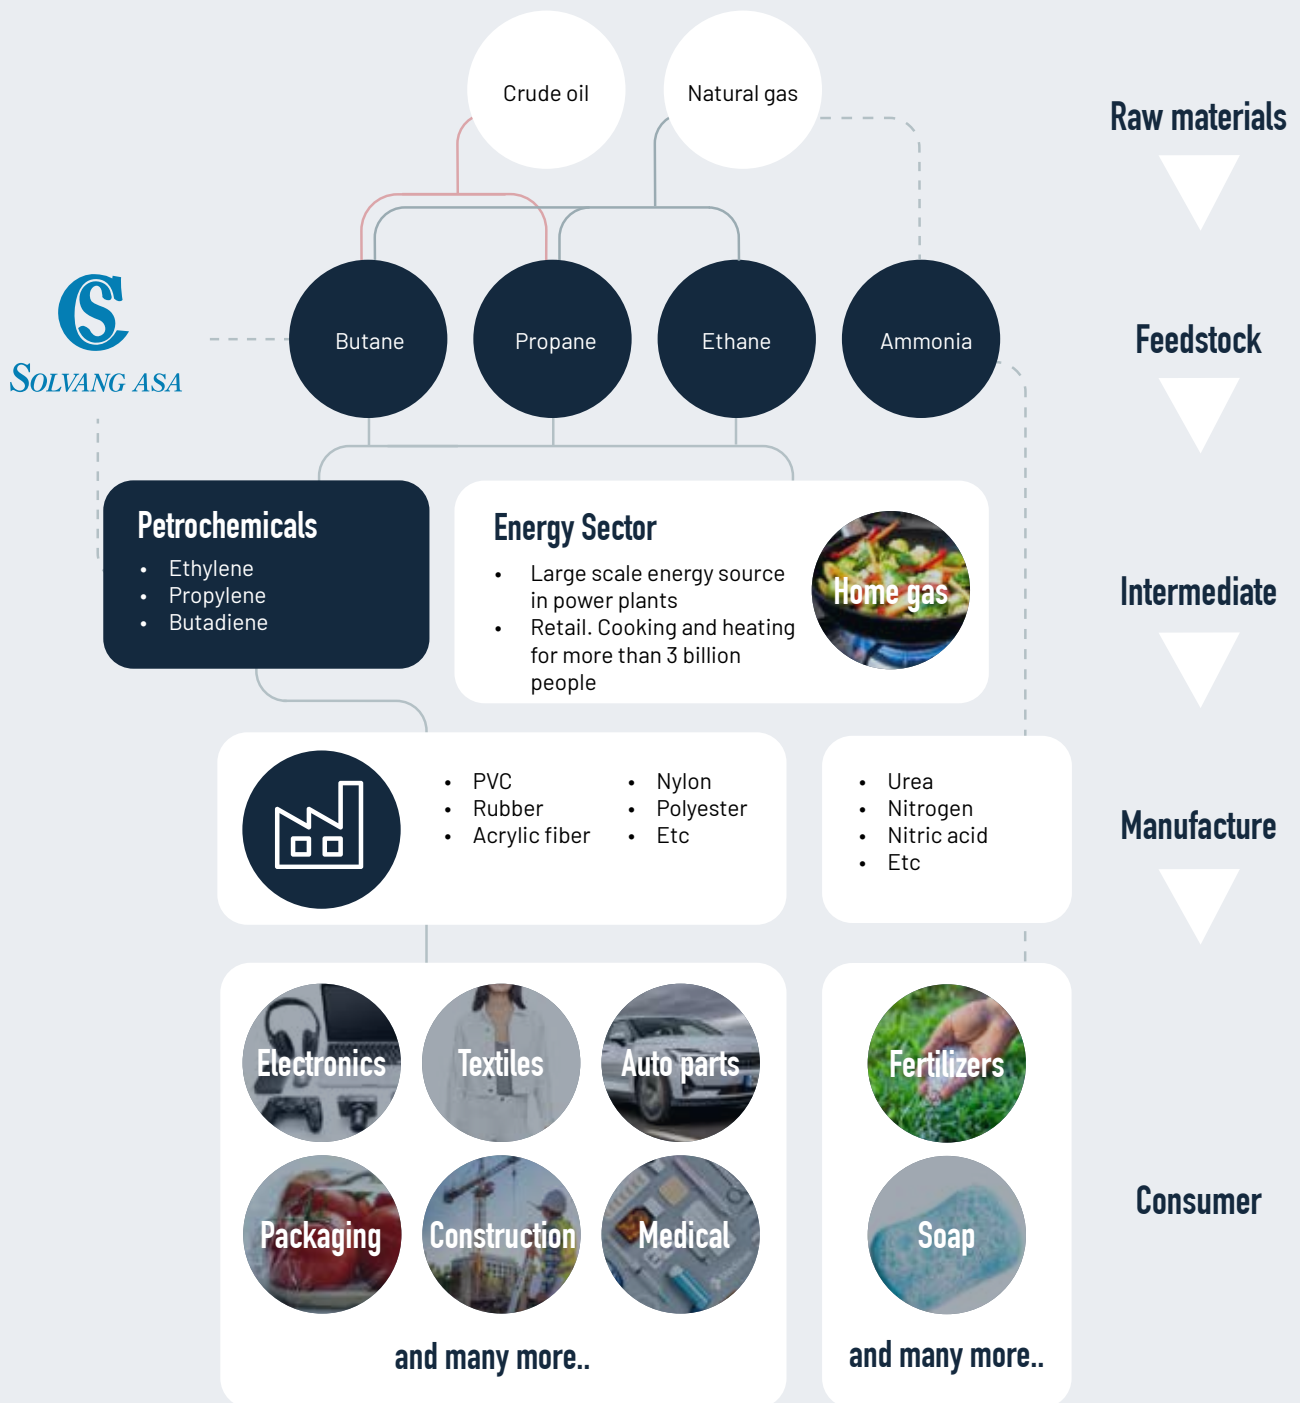 Crude oil
Natural gas
Raw materials
SOLVANG ASA
Butane
Propane
Ethane
Ammonia
Feedstock
Petrochemicals
• Ethylene
• Propylene
• Butadiene
Energy Sector
• Large scale energy source
in power plants
• Retail. Cooking and heating
for more than 3 billion
people
Home gas
Intermediate
• PVC
• Rubber
• Acrylic fiber
• Nylon
• Polyester
• Etc
• Urea
• Nitrogen
• Nitric acid
• Etc
Manufacture
Electronics
Textiles
Auto parts
Packaging
Construction
Medical
and many more..
Fertilizers
Soap
and many more..
Consumer